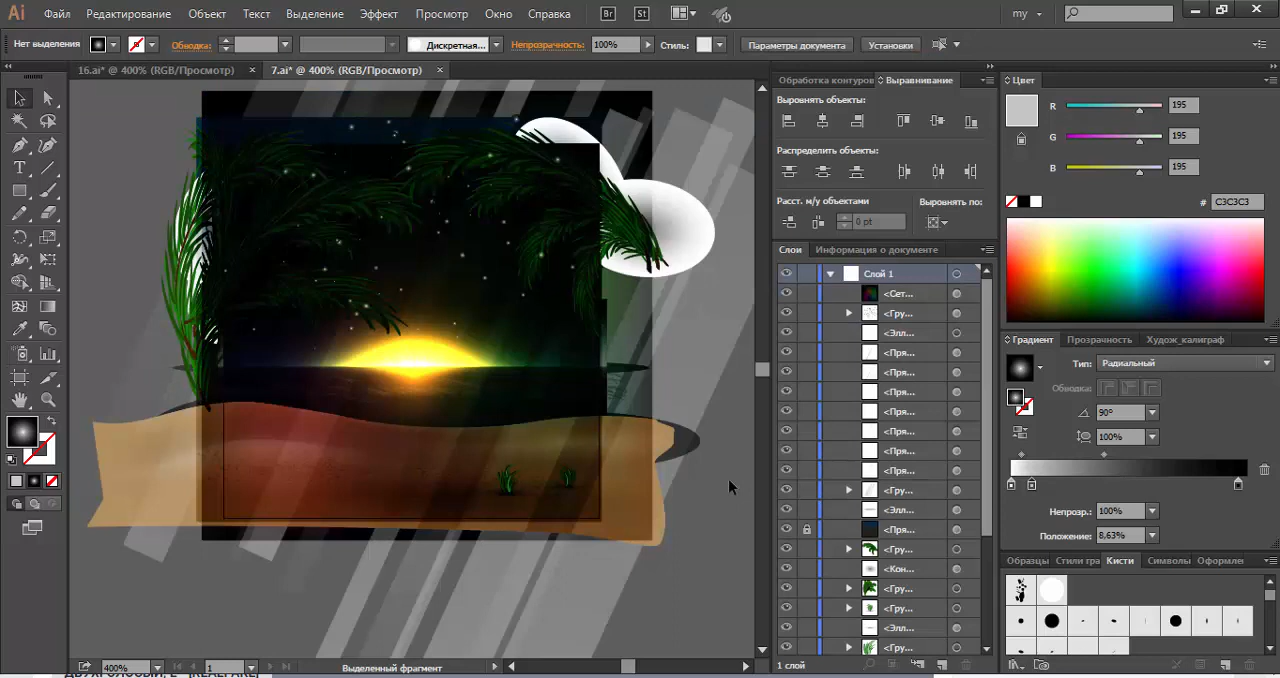 Ai Файл Редактирование Объект Текст Выделение Эффект Просмотр Окно Справка Br St my
Нет выделения Обводка: Дискретная... Непрозрачность: 100% Стиль: Параметры документа Установки
16.ai* @ 400% (RGB/Просмотр) × 7.ai* @ 400% (RGB/Просмотр) ×
Обработка контуров Выравнивание
Выровнять объекты:
Распределить объекты:
Расст. м/у объектами Выровнять по:
0 pt
Слои Информация о документе
Слой 1
<Сет...
<Гру...
<Элл...
<Пря...
<Пря...
<Пря...
<Пря...
<Пря...
<Пря...
<Пря...
<Гру...
<Элл...
<Пря...
<Гру...
<Кон...
<Гру...
<Гру...
<Элл...
<Гру...
1 слой
Цвет
R 195
G 195
B 195
# C3C3C3
Градиент Прозрачность Худож_калиграф
Тип: Радиальный
Обводка:
90°
100%
Непрозр.: 100%
Положение: 8,63%
Образцы Стили гра Кисти Символы Оформлен
400% 1 Выделенный фрагмент